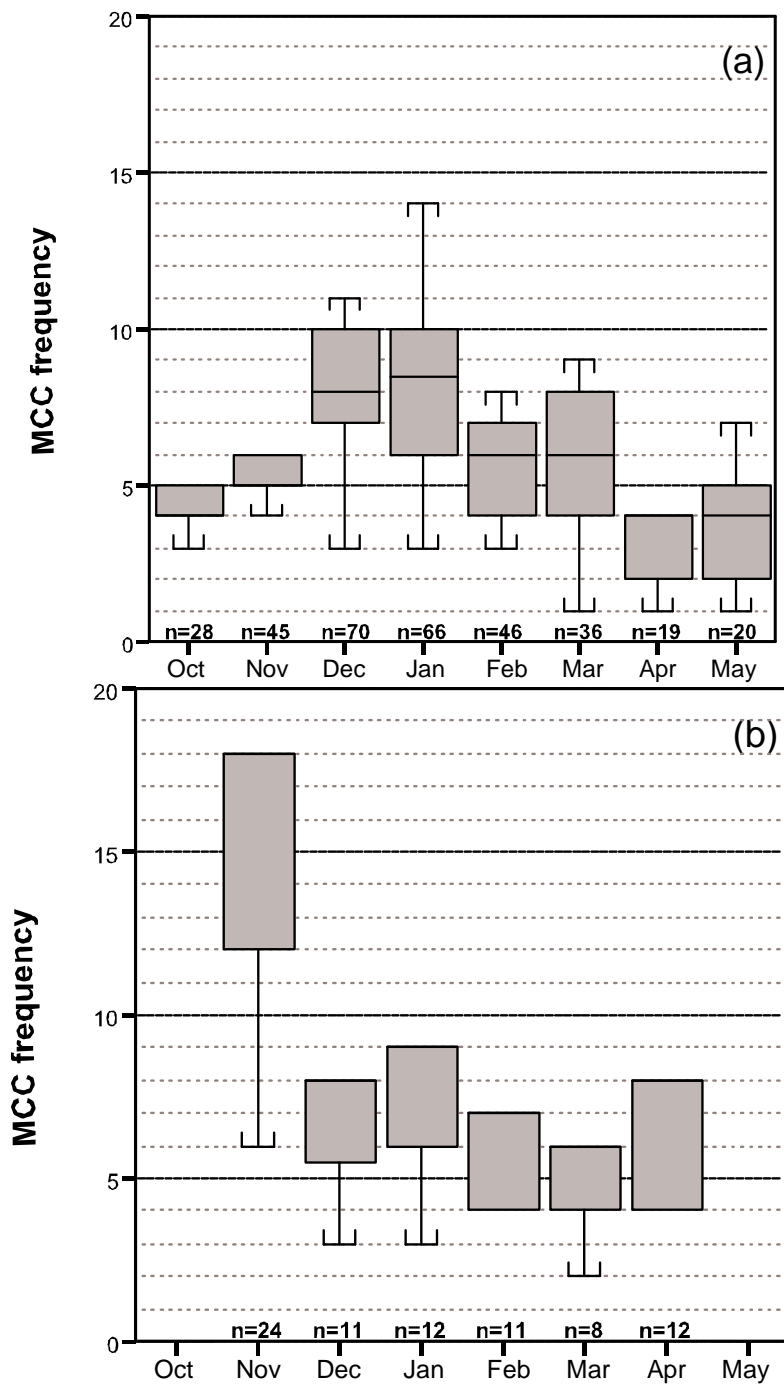 20
(a)
15
MCC frequency
10
5
n=28 n=45 n=70 n=66 n=46 n=36 n=19 n=20
0
Oct Nov Dec Jan Feb Mar Apr May
20
(b)
15
MCC frequency
10
5
n=24 n=11 n=12 n=11 n=8 n=12
0
Oct Nov Dec Jan Feb Mar Apr May